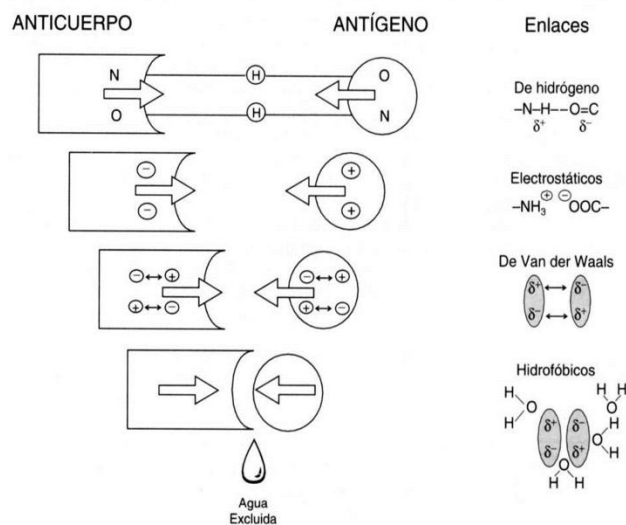 ANTICUERPO ANTÍGENO Enlaces
N H O
O H N
De hidrógeno
–N–H--O=C
δ⁺ δ⁻
− +
− +
Electrostáticos
–NH₃⊕ ⊖OOC–
− ↔ + − ↔ +
+ ↔ − + ↔ −
De Van der Waals
δ⁺ ↔ δ⁻
δ⁻ ↔ δ⁺
Hidrofóbicos
H H H
O O
H H
δ⁺ δ⁻ O
δ⁻ δ⁺ H
O
H H
Agua
Excluida